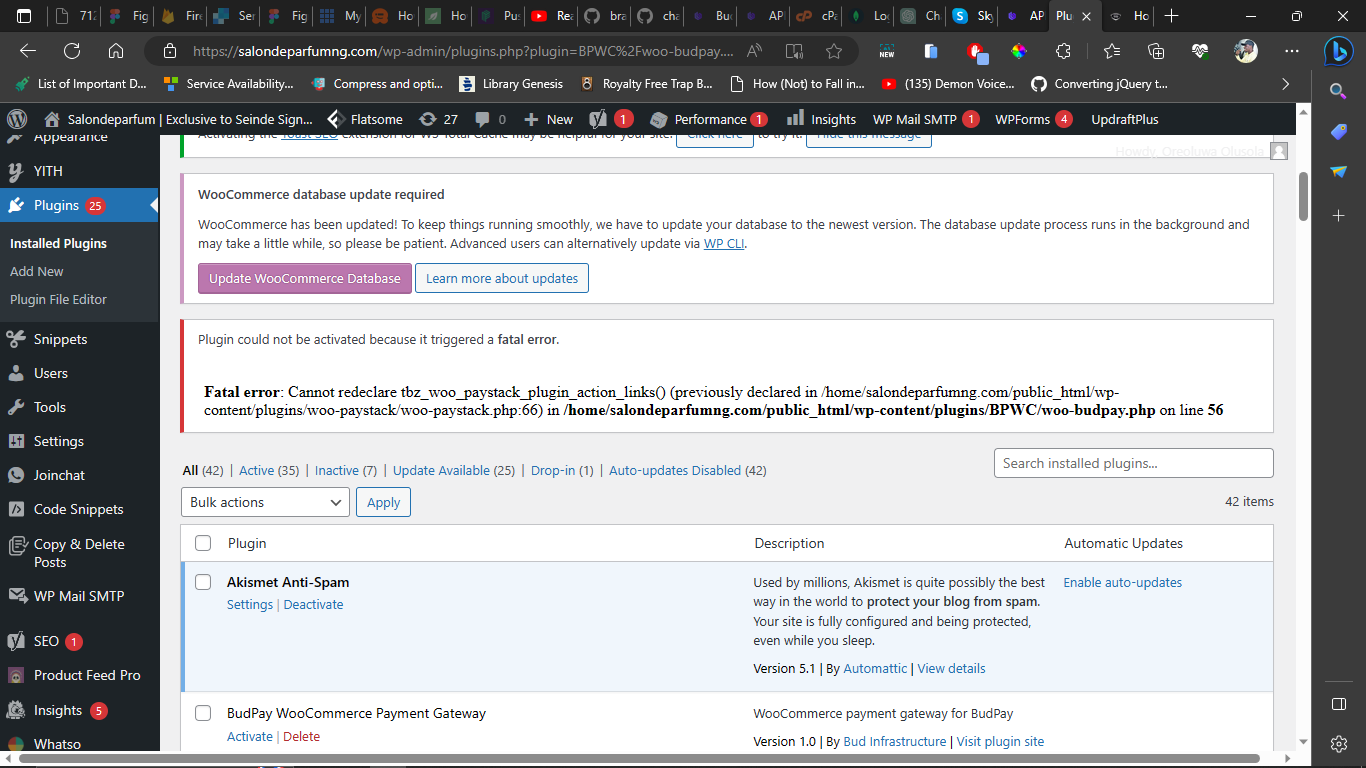 712
Fig
Fire
Ser
Fig
My
Ho
Ho
Pus
Rea
bra
cha
Bud
API
cPa
Log
Cha
Sky
AP
Plu
Ho
https://salondeparfumng.com/wp-admin/plugins.php?plugin=BPWC%2Fwoo-budpay....
NEW
List of Important D...
Service Availability...
Compress and opti...
Library Genesis
Royalty Free Trap B...
How (Not) to Fall in...
(135) Demon Voice...
Converting jQuery t...
Salondeparfum | Exclusive to Seinde Sign...
Flatsome
27
0
New
1
Performance 1
Insights
WP Mail SMTP 1
WPForms 4
UpdraftPlus
Howdy, Oreoluwa Olusola
Appearance
YITH
Plugins 25
Installed Plugins
Add New
Plugin File Editor
Snippets
Users
Tools
Settings
Joinchat
Code Snippets
Copy & Delete
Posts
WP Mail SMTP
SEO 1
Product Feed Pro
Insights 5
Whatso
Activating the Yoast SEO extension for W3 Total Cache may be helpful for your site. Click here to try it. Hide this message
WooCommerce database update required
WooCommerce has been updated! To keep things running smoothly, we have to update your database to the newest version. The database update process runs in the background and
may take a little while, so please be patient. Advanced users can alternatively update via WP CLI.
Update WooCommerce Database
Learn more about updates
Plugin could not be activated because it triggered a fatal error.
Fatal error: Cannot redeclare tbz_woo_paystack_plugin_action_links() (previously declared in /home/salondeparfumng.com/public_html/wp-
content/plugins/woo-paystack/woo-paystack.php:66) in /home/salondeparfumng.com/public_html/wp-content/plugins/BPWC/woo-budpay.php on line 56
All (42) | Active (35) | Inactive (7) | Update Available (25) | Drop-in (1) | Auto-updates Disabled (42)
Search installed plugins...
Bulk actions
Apply
42 items
Plugin
Description
Automatic Updates
Akismet Anti-Spam
Settings | Deactivate
Used by millions, Akismet is quite possibly the best
way in the world to protect your blog from spam.
Your site is fully configured and being protected,
even while you sleep.
Version 5.1 | By Automattic | View details
Enable auto-updates
BudPay WooCommerce Payment Gateway
Activate | Delete
WooCommerce payment gateway for BudPay
Version 1.0 | By Bud Infrastructure | Visit plugin site